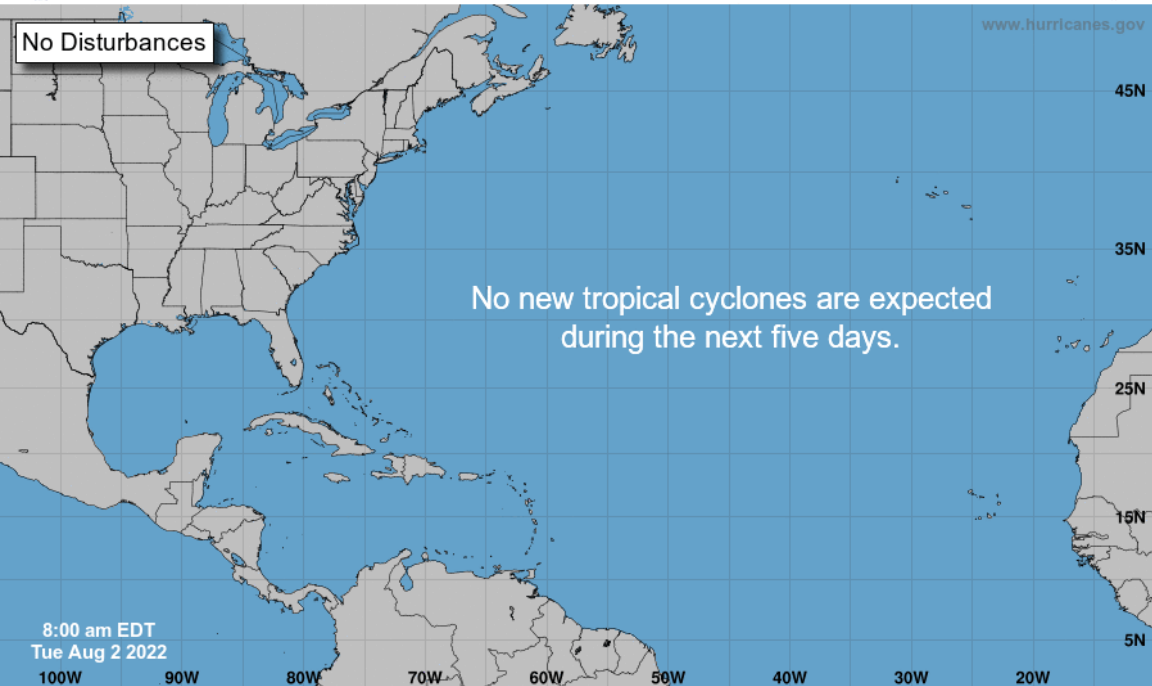 No Disturbances
www.hurricanes.gov
45N
35N
No new tropical cyclones are expected
during the next five days.
25N
15N
8:00 am EDT
Tue Aug 2 2022
5N
100W 90W 80W 70W 60W 50W 40W 30W 20W